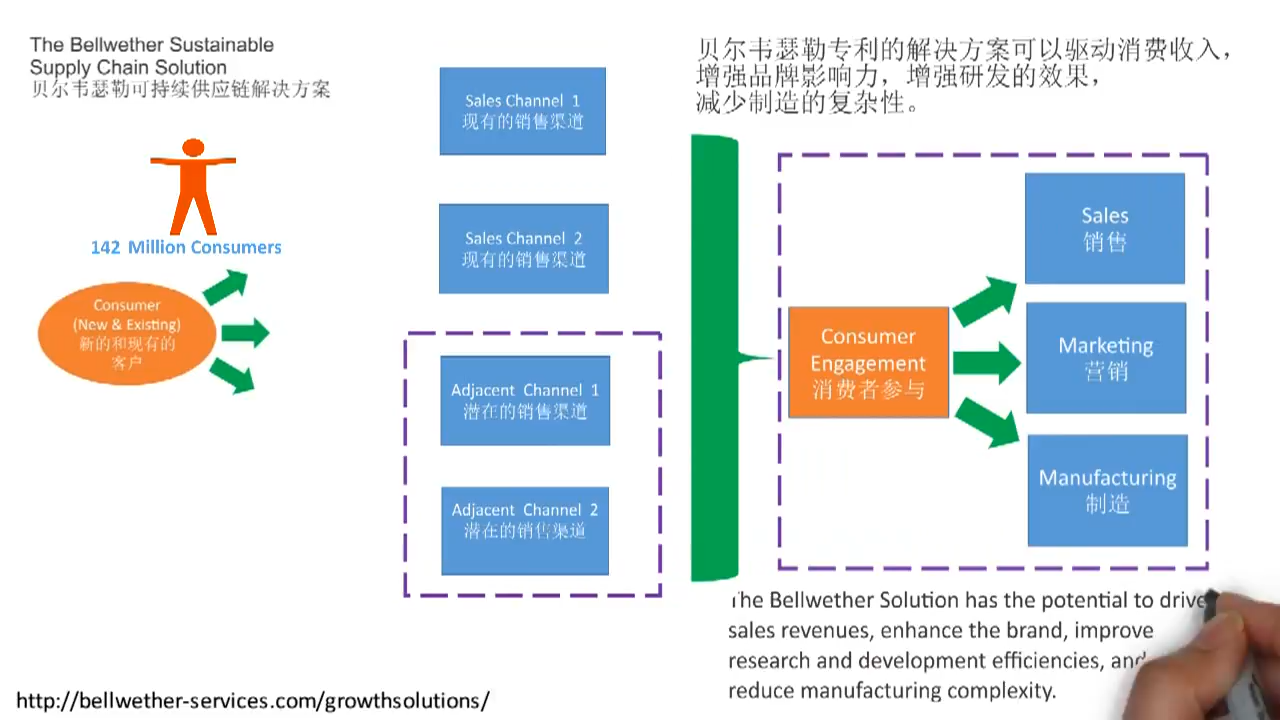 The Bellwether Sustainable
Supply Chain Solution
贝尔韦瑟勒可持续供应链解决方案
142 Million Consumers
Consumer
(New & Existing)
新的和现有的
客户
Sales Channel 1
现有的销售渠道
Sales Channel 2
现有的销售渠道
Adjacent Channel 1
潜在的销售渠道
Adjacent Channel 2
潜在的销售渠道
贝尔韦瑟勒专利的解决方案可以驱动消费收入，
增强品牌影响力，增强研发的效果，
减少制造的复杂性。
Consumer
Engagement
消费者参与
Sales
销售
Marketing
营销
Manufacturing
制造
The Bellwether Solution has the potential to drive
sales revenues, enhance the brand, improve
research and development efficiencies, and
reduce manufacturing complexity.
http://bellwether-services.com/growthsolutions/